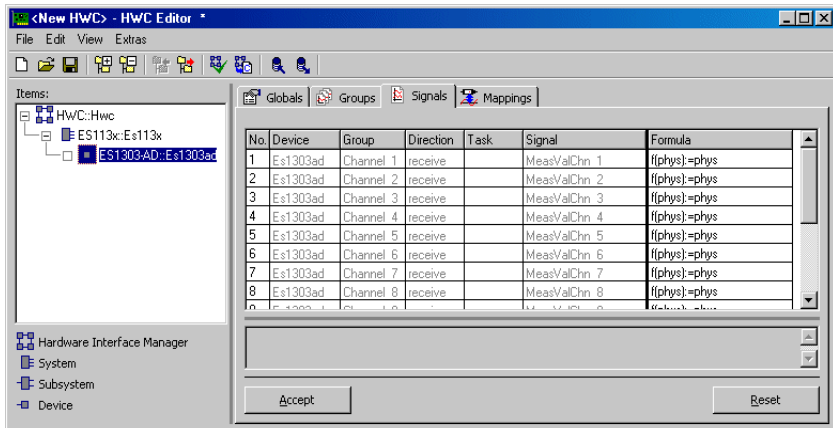 <New HWC> - HWC Editor *
File Edit View Extras
Items:
HWC::Hwc
ES113x::Es113x
ES1303-AD::Es1303ad
Hardware Interface Manager
System
Subsystem
Device
Globals Groups Signals Mappings
No. Device Group Direction Task Signal Formula
1 Es1303ad Channel 1 receive MeasValChn 1 f(phys):=phys
2 Es1303ad Channel 2 receive MeasValChn 2 f(phys):=phys
3 Es1303ad Channel 3 receive MeasValChn 3 f(phys):=phys
4 Es1303ad Channel 4 receive MeasValChn 4 f(phys):=phys
5 Es1303ad Channel 5 receive MeasValChn 5 f(phys):=phys
6 Es1303ad Channel 6 receive MeasValChn 6 f(phys):=phys
7 Es1303ad Channel 7 receive MeasValChn 7 f(phys):=phys
8 Es1303ad Channel 8 receive MeasValChn 8 f(phys):=phys
Accept Reset